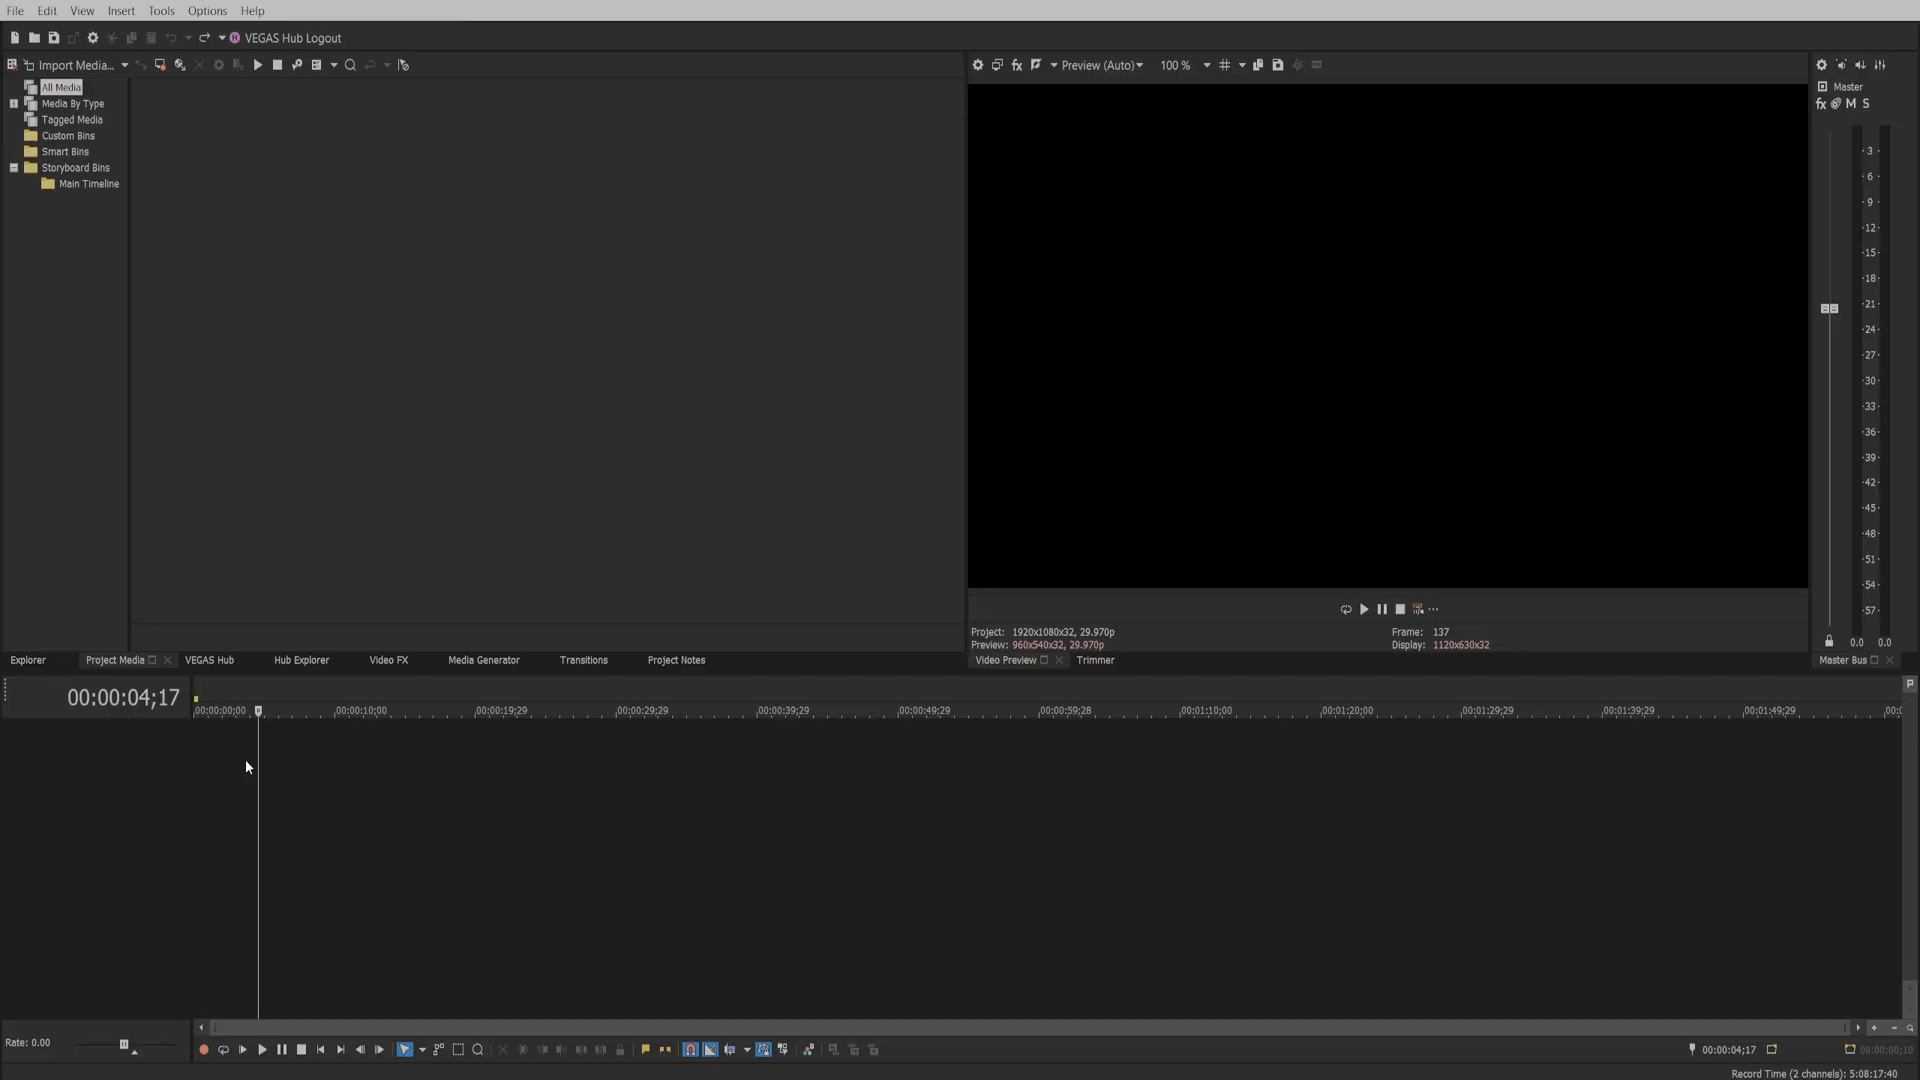 File Edit View Insert Tools Options Help
VEGAS Hub Logout
Import Media...
Preview (Auto) 100 %
All Media
Media By Type
Tagged Media
Custom Bins
Smart Bins
Storyboard Bins
Main Timeline
Master
fx M S
- 3 -
- 6 -
- 9 -
-12-
-15-
-18-
-21-
-24-
-27-
-30-
-33-
-36-
-39-
-42-
-45-
-48-
-51-
-54-
-57-
0.0 0.0
Project: 1920x1080x32, 29.970p
Frame: 137
Preview: 960x540x32, 29.970p
Display: 1120x630x32
Explorer Project Media VEGAS Hub Hub Explorer Video FX Media Generator Transitions Project Notes
Video Preview Trimmer
Master Bus
00:00:04;17
00:00:00;00 00:00:10;00 00:00:19;29 00:00:29;29 00:00:39;29 00:00:49;29 00:00:59;28 00:01:10;00 00:01:20;00 00:01:29;29 00:01:39;29 00:01:49;29
Rate: 0.00
00:00:04;17
00:00:00;10
Record Time (2 channels): 5:08:17:40